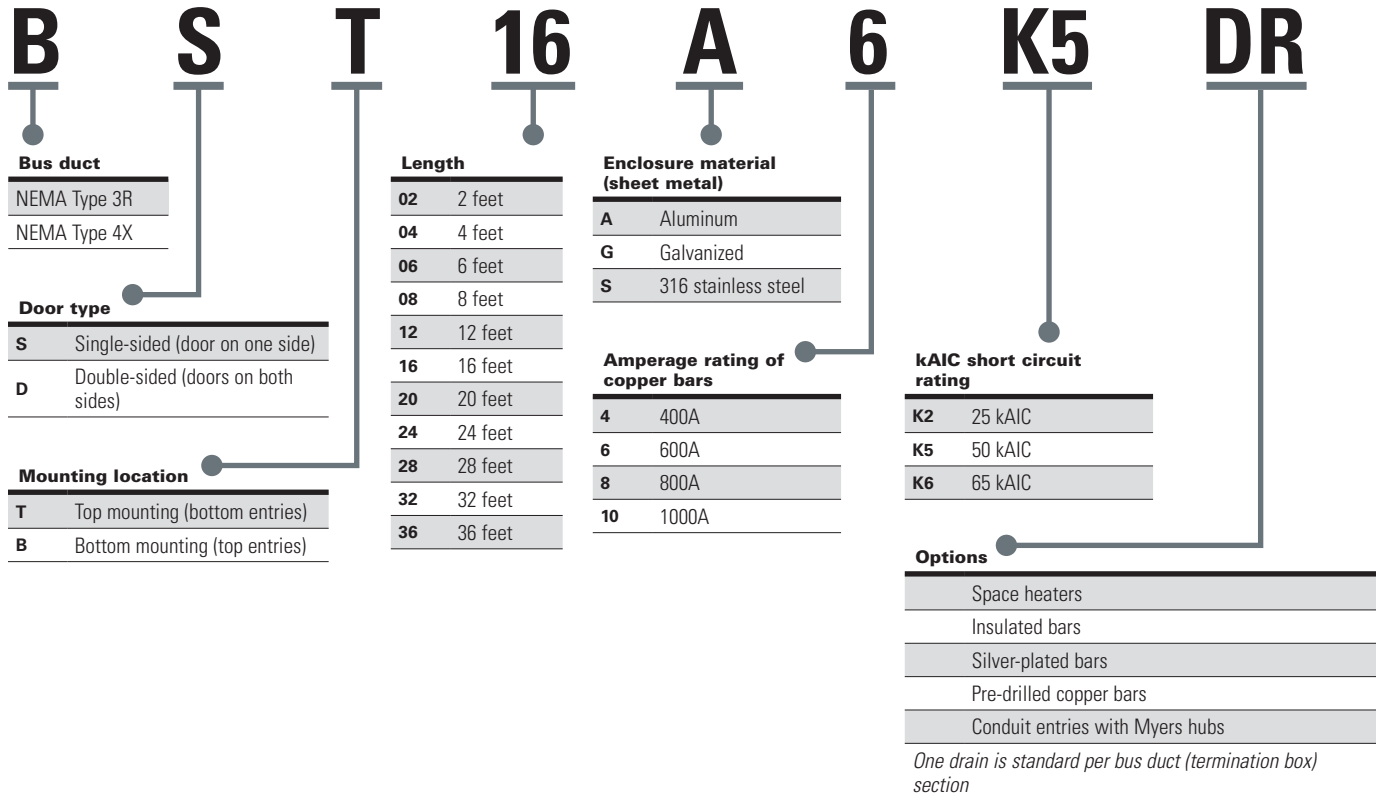 B S T 16 A 6 K5 DR
Bus duct
NEMA Type 3R
NEMA Type 4X
Door type
S Single-sided (door on one side)
D Double-sided (doors on both
sides)
Mounting location
T Top mounting (bottom entries)
B Bottom mounting (top entries)
Length
02 2 feet
04 4 feet
06 6 feet
08 8 feet
12 12 feet
16 16 feet
20 20 feet
24 24 feet
28 28 feet
32 32 feet
36 36 feet
Enclosure material
(sheet metal)
A Aluminum
G Galvanized
S 316 stainless steel
Amperage rating of
copper bars
4 400A
6 600A
8 800A
10 1000A
kAIC short circuit
rating
K2 25 kAIC
K5 50 kAIC
K6 65 kAIC
Options
Space heaters
Insulated bars
Silver-plated bars
Pre-drilled copper bars
Conduit entries with Myers hubs
One drain is standard per bus duct (termination box)
section